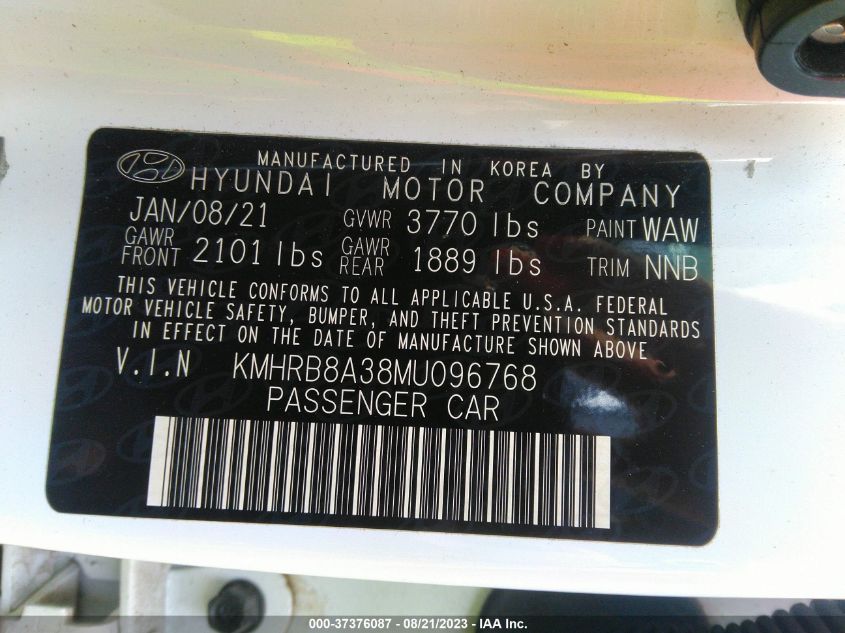 MANUFACTURED IN KOREA BY
HYUNDAI MOTOR COMPANY
JAN/08/21 GVWR 3770 lbs PAINT WAW
GAWR FRONT 2101 lbs GAWR REAR 1889 lbs TRIM NNB
THIS VEHICLE CONFORMS TO ALL APPLICABLE U.S.A. FEDERAL
MOTOR VEHICLE SAFETY, BUMPER, AND THEFT PREVENTION STANDARDS
IN EFFECT ON THE DATE OF MANUFACTURE SHOWN ABOVE
V.I.N KMHRB8A38MU096768
PASSENGER CAR
000-37376087 - 08/21/2023 - IAA Inc.